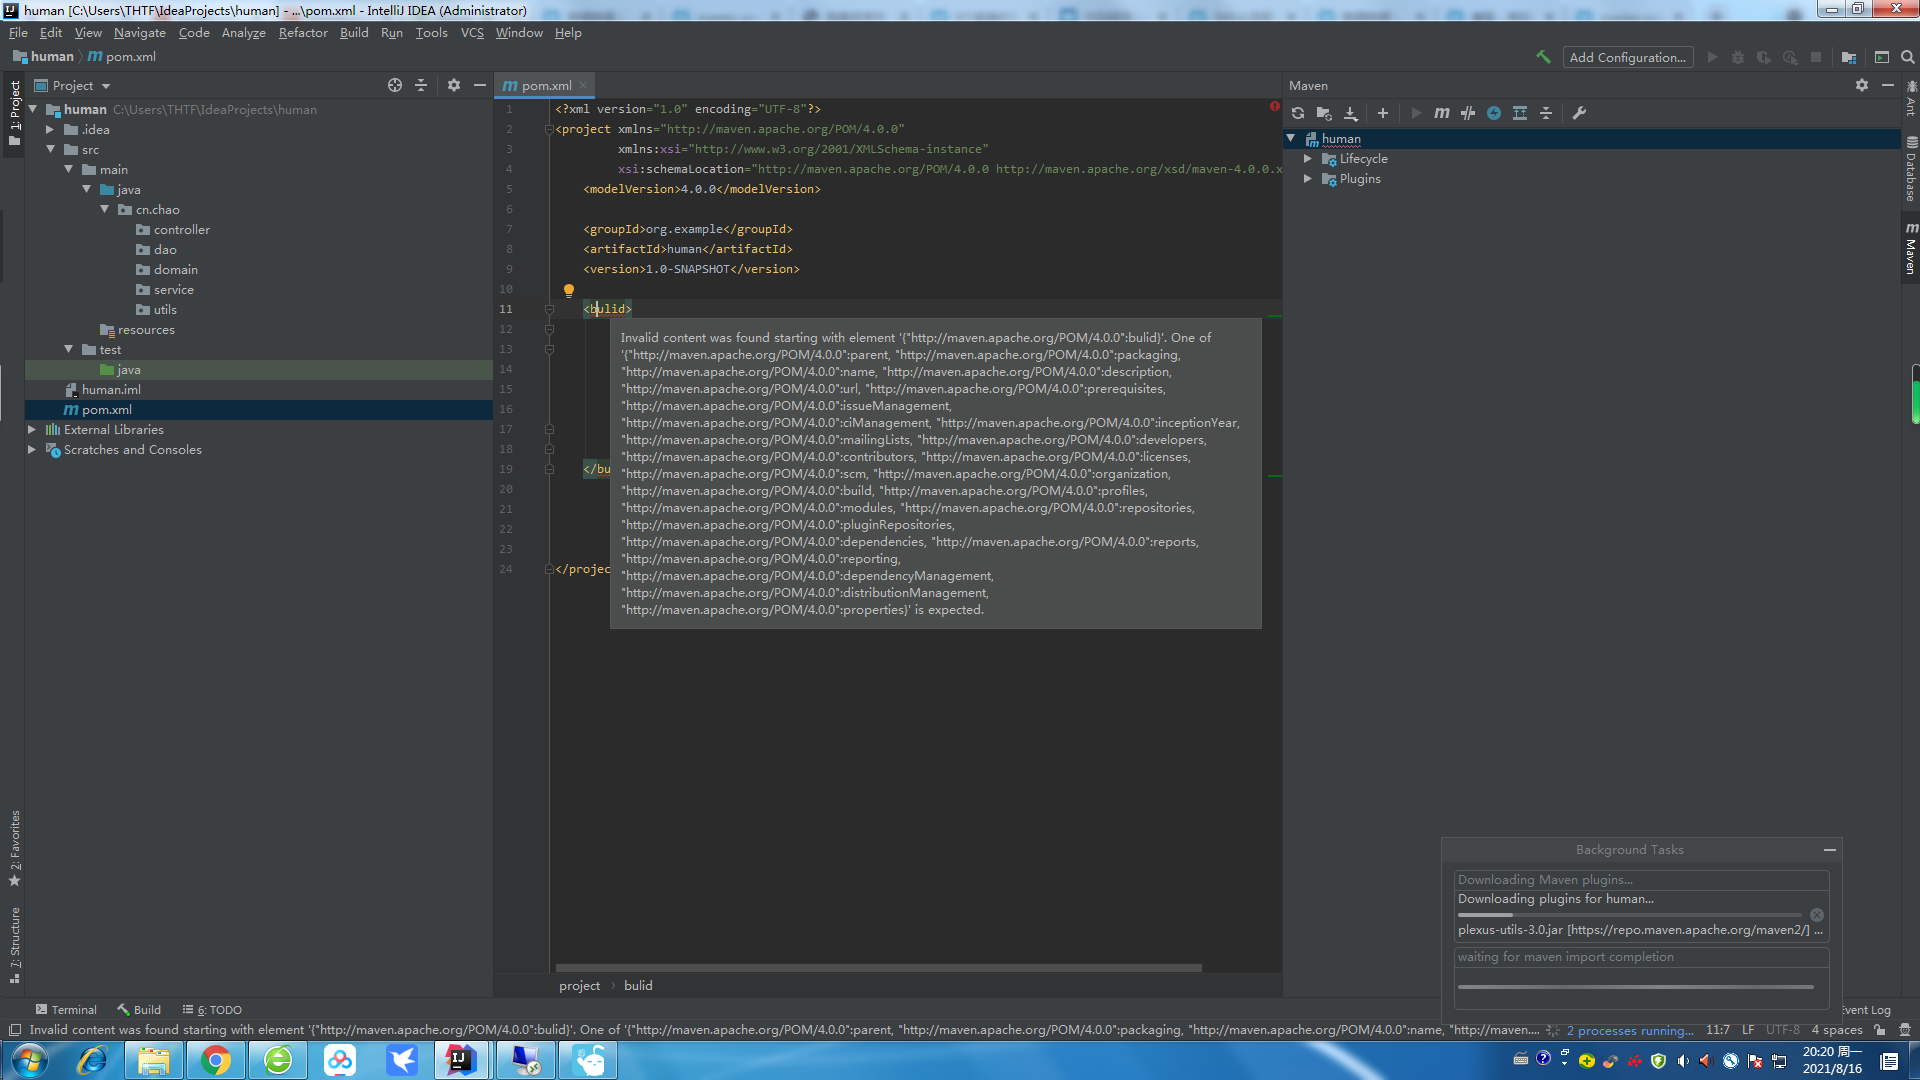 human [C:\Users\THTF\IdeaProjects\human] - ...\pom.xml - IntelliJ IDEA (Administrator)
File Edit View Navigate Code Analyze Refactor Build Run Tools VCS Window Help
human pom.xml
Add Configuration...
1: Project
Project
pom.xml
Maven
human C:\Users\THTF\IdeaProjects\human
.idea
src
main
java
cn.chao
controller
dao
domain
service
utils
resources
test
java
human.iml
pom.xml
External Libraries
Scratches and Consoles
1 <?xml version="1.0" encoding="UTF-8"?>
2 <project xmlns="http://maven.apache.org/POM/4.0.0"
3 xmlns:xsi="http://www.w3.org/2001/XMLSchema-instance"
4 xsi:schemaLocation="http://maven.apache.org/POM/4.0.0 http://maven.apache.org/xsd/maven-4.0.0.x
5 <modelVersion>4.0.0</modelVersion>
6
7 <groupId>org.example</groupId>
8 <artifactId>human</artifactId>
9 <version>1.0-SNAPSHOT</version>
10
11 <bulid>
12
13
14
15
16
17
18
19 </bu
20
21
22
23
24 </projec
Invalid content was found starting with element '{"http://maven.apache.org/POM/4.0.0":bulid}'. One of
'{"http://maven.apache.org/POM/4.0.0":parent, "http://maven.apache.org/POM/4.0.0":packaging,
"http://maven.apache.org/POM/4.0.0":name, "http://maven.apache.org/POM/4.0.0":description,
"http://maven.apache.org/POM/4.0.0":url, "http://maven.apache.org/POM/4.0.0":prerequisites,
"http://maven.apache.org/POM/4.0.0":issueManagement,
"http://maven.apache.org/POM/4.0.0":ciManagement, "http://maven.apache.org/POM/4.0.0":inceptionYear,
"http://maven.apache.org/POM/4.0.0":mailingLists, "http://maven.apache.org/POM/4.0.0":developers,
"http://maven.apache.org/POM/4.0.0":contributors, "http://maven.apache.org/POM/4.0.0":licenses,
"http://maven.apache.org/POM/4.0.0":scm, "http://maven.apache.org/POM/4.0.0":organization,
"http://maven.apache.org/POM/4.0.0":build, "http://maven.apache.org/POM/4.0.0":profiles,
"http://maven.apache.org/POM/4.0.0":modules, "http://maven.apache.org/POM/4.0.0":repositories,
"http://maven.apache.org/POM/4.0.0":pluginRepositories,
"http://maven.apache.org/POM/4.0.0":dependencies, "http://maven.apache.org/POM/4.0.0":reports,
"http://maven.apache.org/POM/4.0.0":reporting,
"http://maven.apache.org/POM/4.0.0":dependencyManagement,
"http://maven.apache.org/POM/4.0.0":distributionManagement,
"http://maven.apache.org/POM/4.0.0":properties}' is expected.
human
Lifecycle
Plugins
Ant
Database
Maven
2: Favorites
7: Structure
Background Tasks
Downloading Maven plugins...
Downloading plugins for human...
plexus-utils-3.0.jar [https://repo.maven.apache.org/maven2/] ...
waiting for maven import completion
project bulid
Terminal Build 6: TODO
Event Log
Invalid content was found starting with element '{"http://maven.apache.org/POM/4.0.0":bulid}'. One of '{"http://maven.apache.org/POM/4.0.0":parent, "http://maven.apache.org/POM/4.0.0":packaging, "http://maven.apache.org/POM/4.0.0":name, "http://maven....
2 processes running... 11:7 LF UTF-8 4 spaces
20:20 周一
2021/8/16